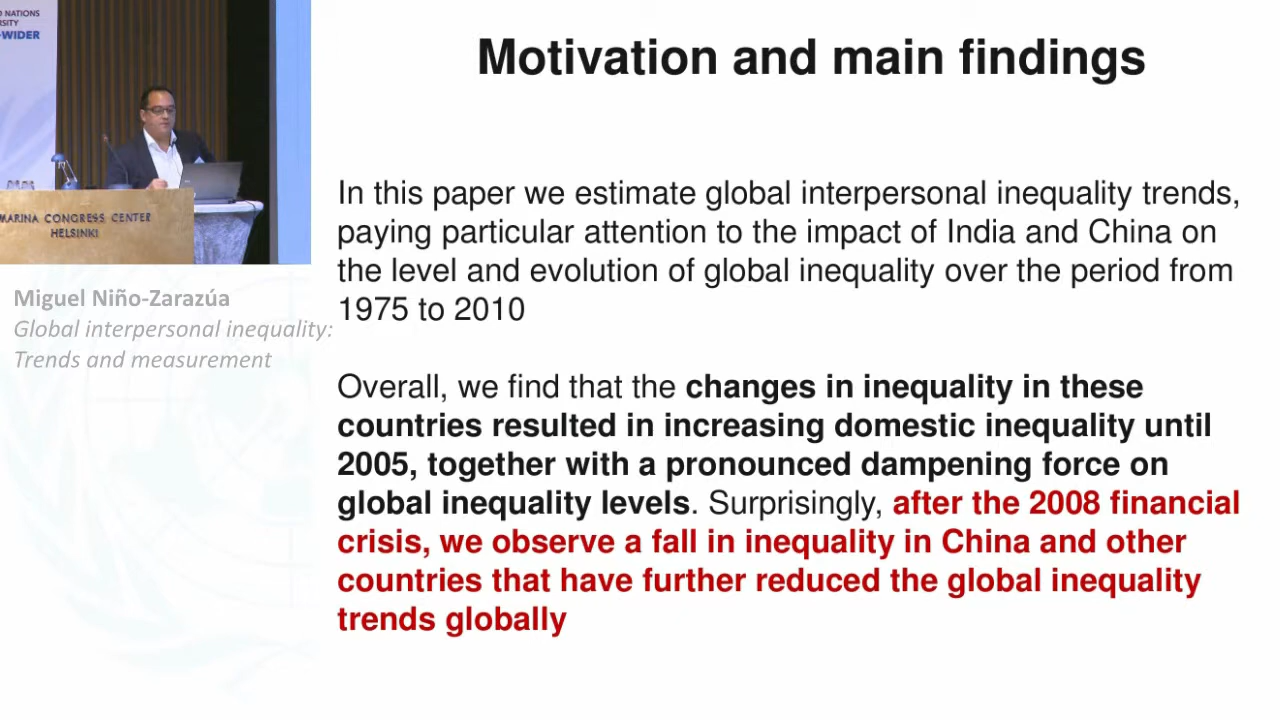 NATIONS
WIDER
MARINA CONGRESS CENTER
HELSINKI
Miguel Niño-Zarazúa
Global interpersonal inequality:
Trends and measurement
Motivation and main findings
In this paper we estimate global interpersonal inequality trends,
paying particular attention to the impact of India and China on
the level and evolution of global inequality over the period from
1975 to 2010
Overall, we find that the changes in inequality in these
countries resulted in increasing domestic inequality until
2005, together with a pronounced dampening force on
global inequality levels. Surprisingly, after the 2008 financial
crisis, we observe a fall in inequality in China and other
countries that have further reduced the global inequality
trends globally